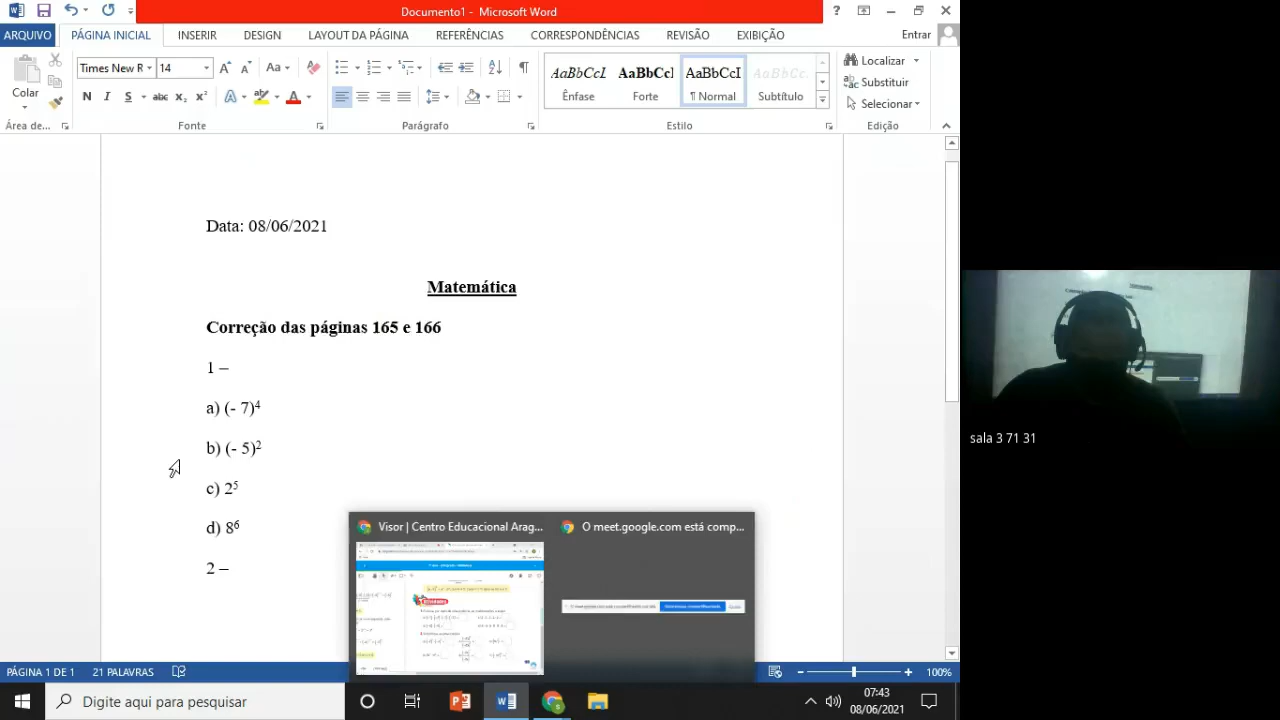 Documento1 - Microsoft Word
ARQUIVO PÁGINA INICIAL INSERIR DESIGN LAYOUT DA PÁGINA REFERÊNCIAS CORRESPONDÊNCIAS REVISÃO EXIBIÇÃO Entrar
Colar
Times New R 14
AaBbCcI AaBbCcI AaBbCcI AaBbCc.
Ênfase Forte ¶ Normal Subtítulo
Localizar
Substituir
Selecionar
Área de... Fonte Parágrafo Estilo Edição
Data: 08/06/2021
Matemática
Correção das páginas 165 e 166
1 –
a) (- 7)⁴
b) (- 5)²
c) 2⁵
d) 8⁶
2 –
Visor | Centro Educacional Arag... O meet.google.com está comp...
sala 3 71 31
PÁGINA 1 DE 1 21 PALAVRAS 100%
Digite aqui para pesquisar
07:43
08/06/2021